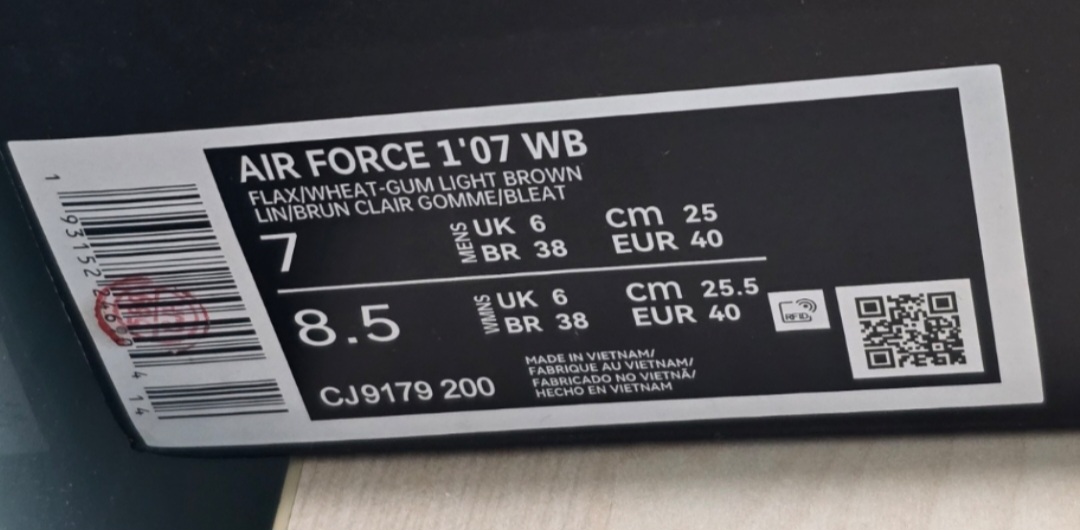 AIR FORCE 1'07 WB
FLAX/WHEAT-GUM LIGHT BROWN
LIN/BRUN CLAIR GOMME/BLEAT
7 MENS UK 6 cm 25
BR 38 EUR 40
8.5 WMNS UK 6 cm 25.5
BR 38 EUR 40
RFID
CJ9179 200
MADE IN VIETNAM/
FABRIQUE AU VIETNAM/
FABRICADO NO VIETNÃ/
HECHO EN VIETNAM